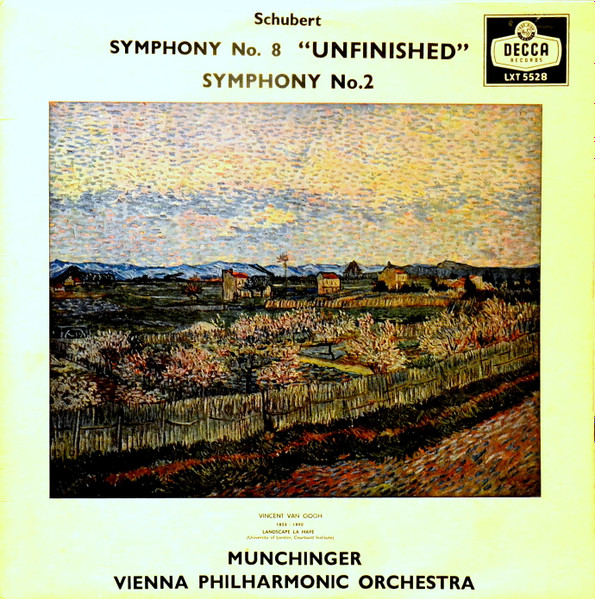 Schubert
SYMPHONY No. 8 "UNFINISHED"
SYMPHONY No.2
DECCA
RECORDS
LXT 5528
VINCENT VAN GOGH
1853 - 1890
LANDSCAPE LA HAYE
(University of London, Courtauld Institute)
MUNCHINGER
VIENNA PHILHARMONIC ORCHESTRA